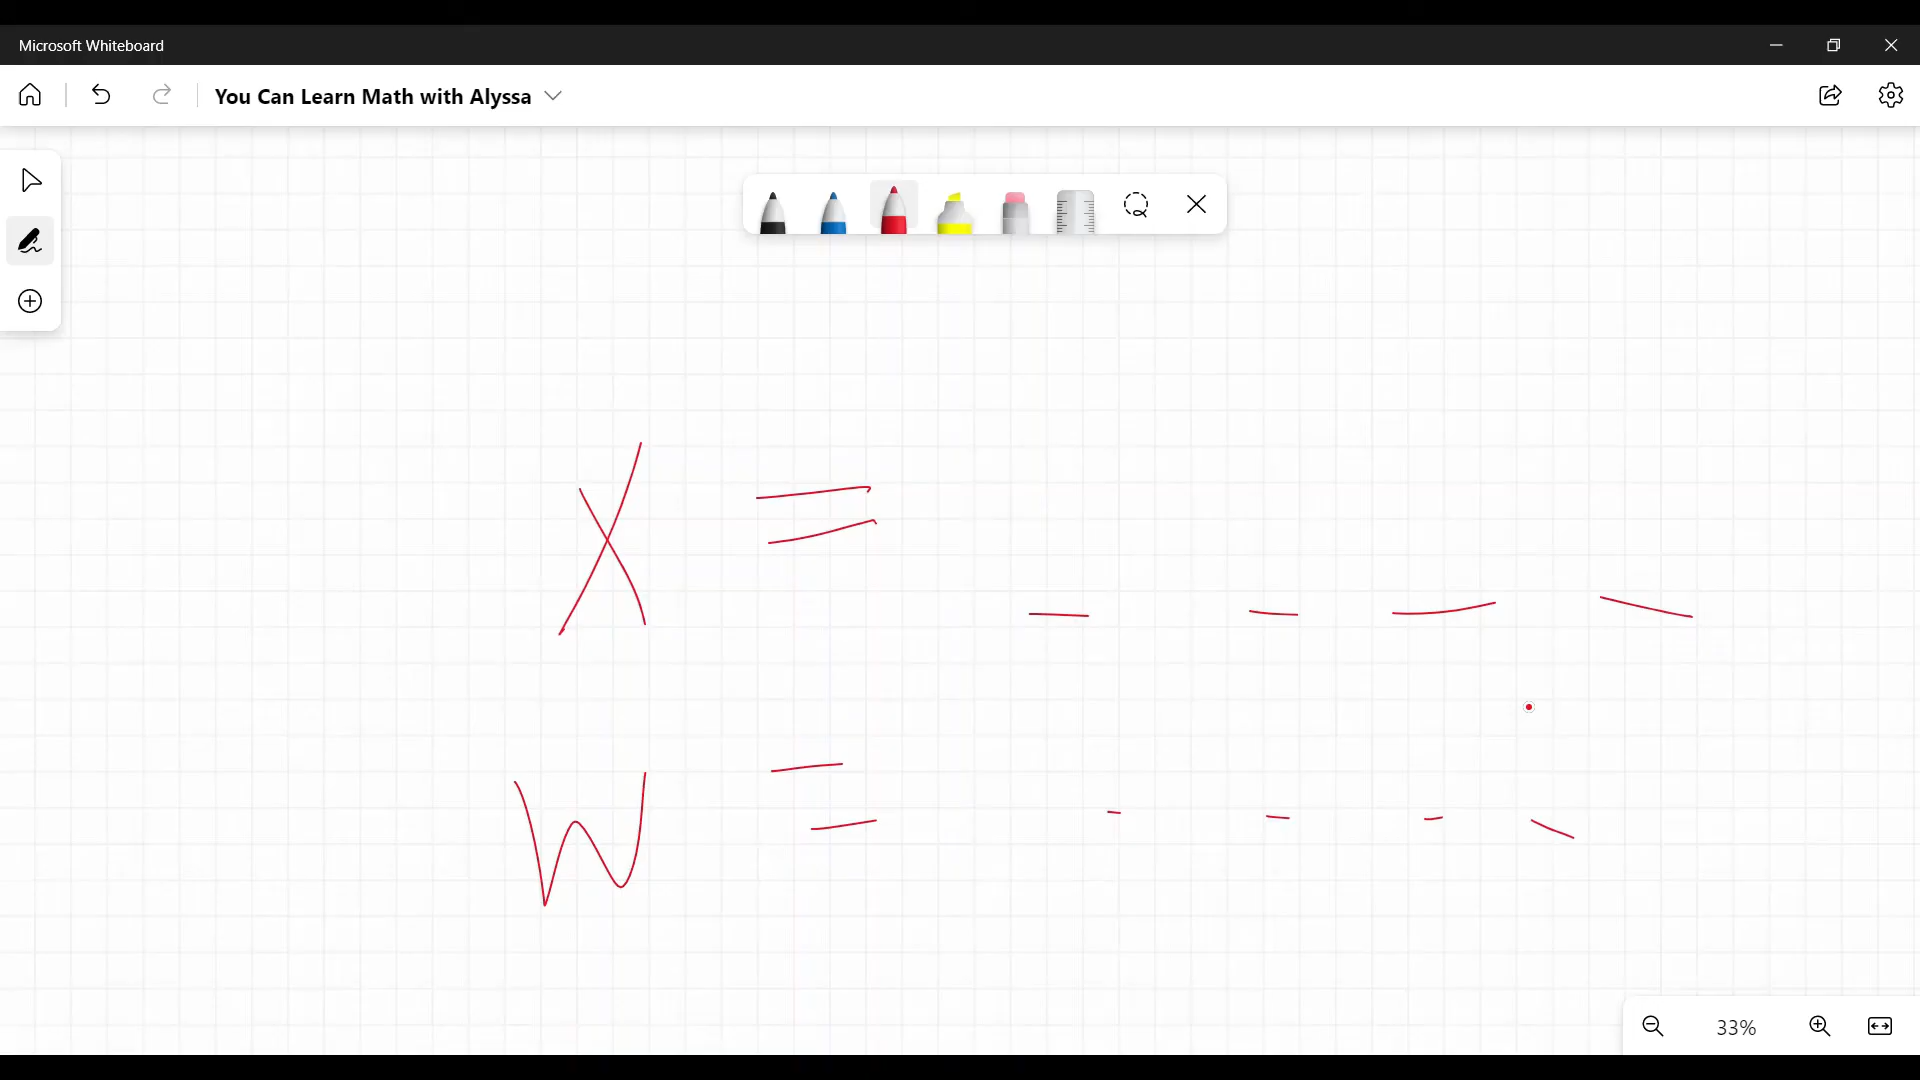 Microsoft Whiteboard
You Can Learn Math with Alyssa
X = _ _ _ _
W = _ _ _ _
33%